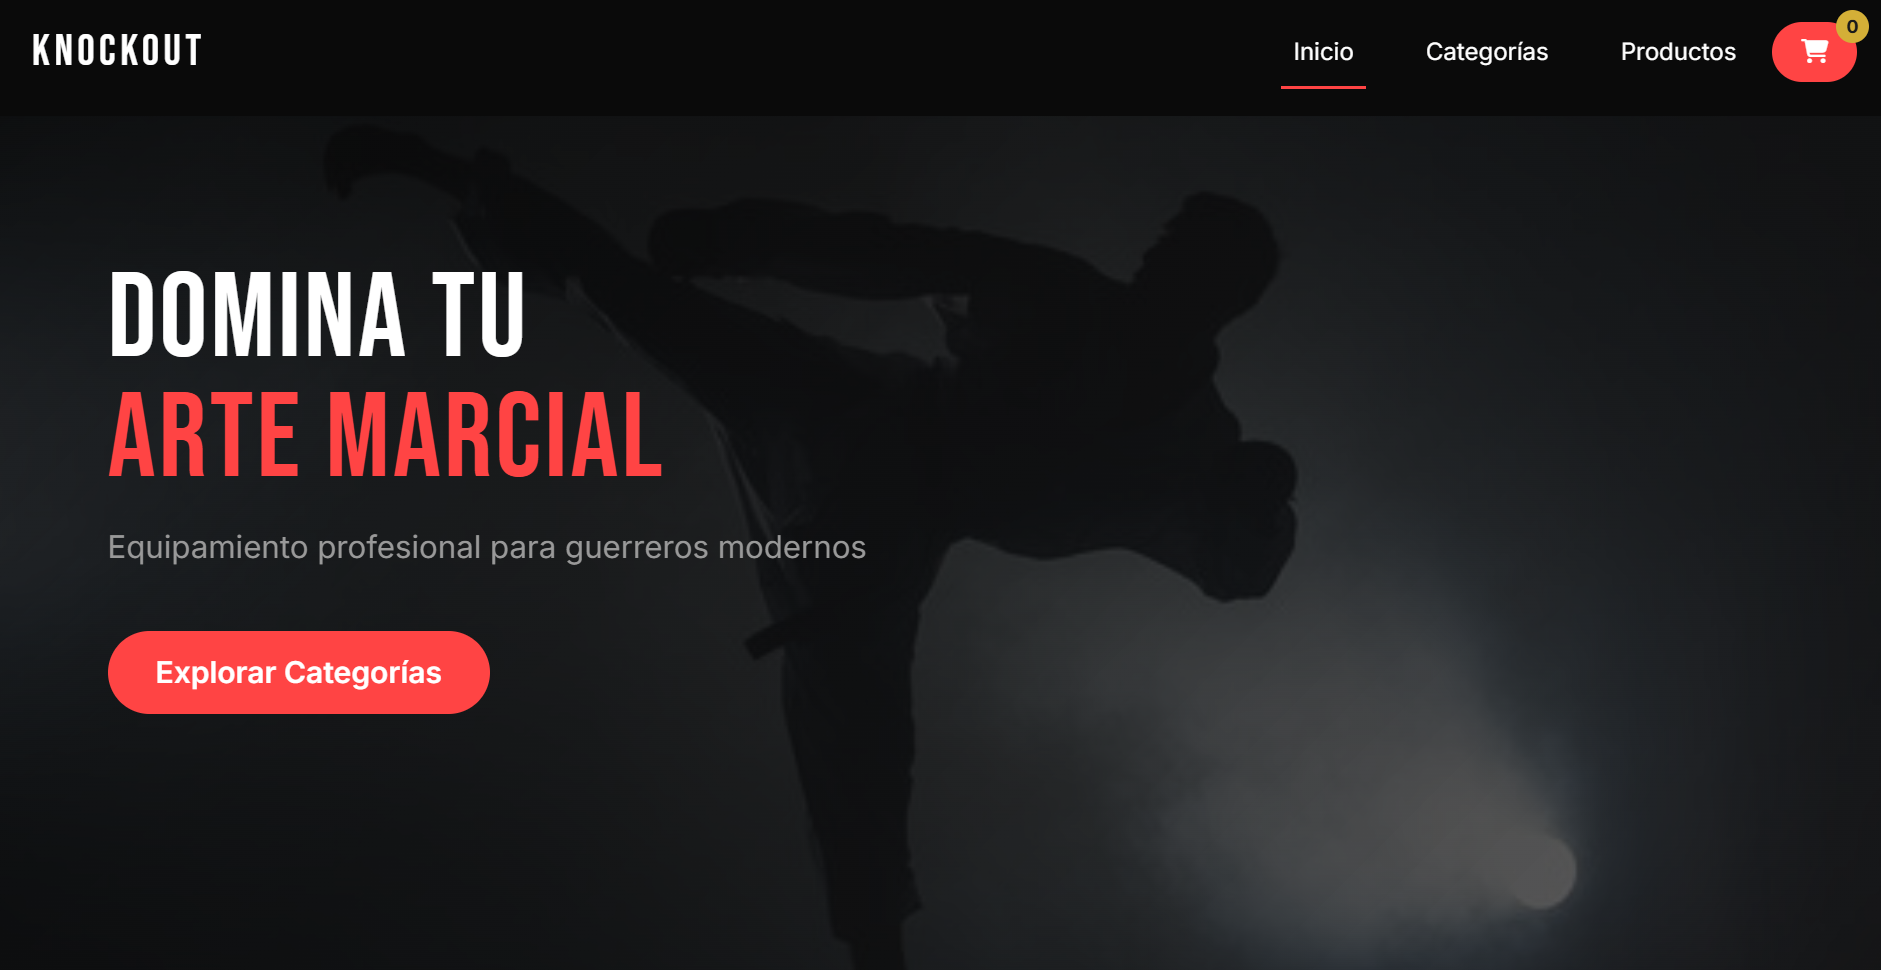 KNOCKOUT
Inicio Categorías Productos 0
DOMINA TU
ARTE MARCIAL
Equipamiento profesional para guerreros modernos
Explorar Categorías